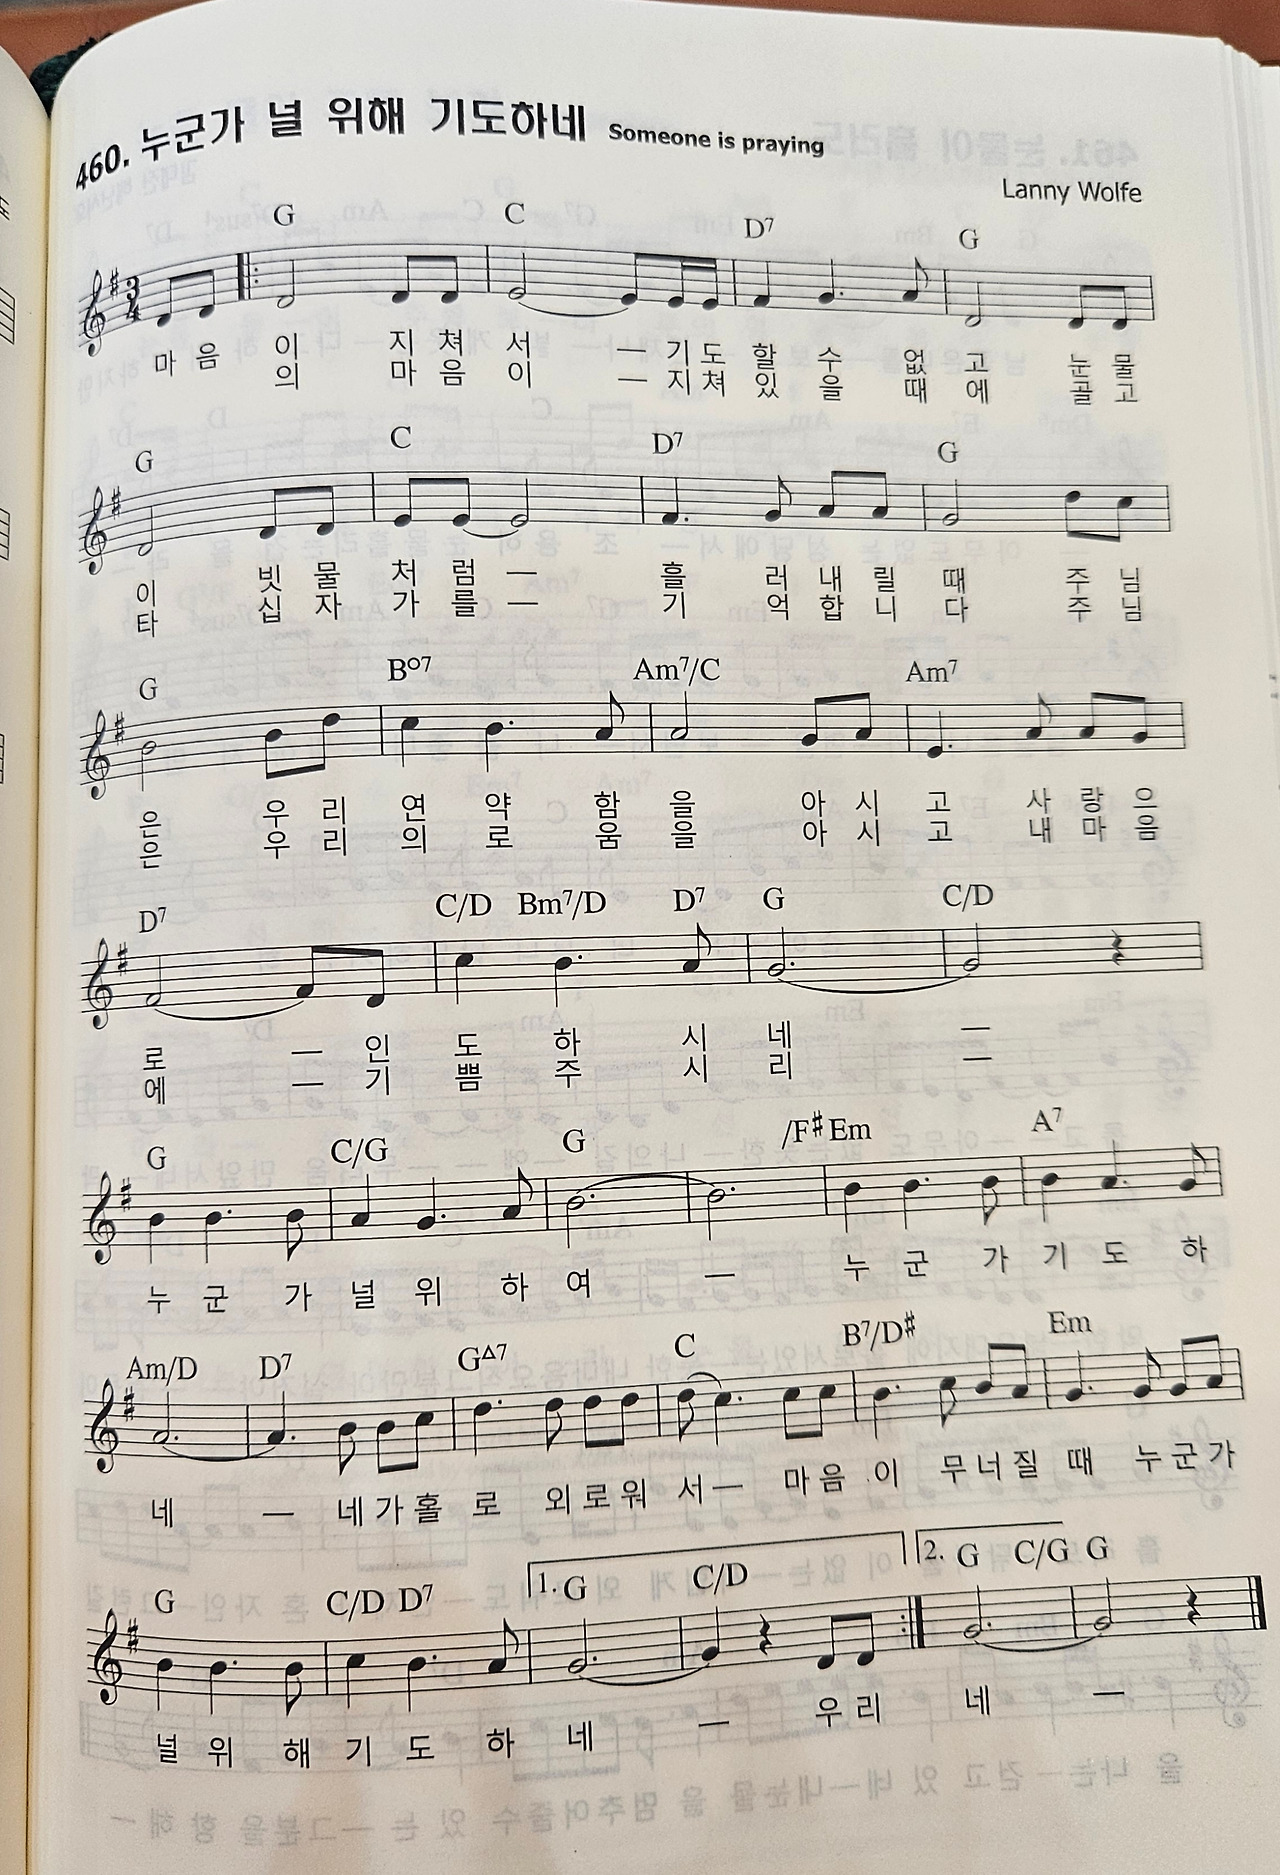 460. 누군가 널 위해 기도하네 Someone is praying
Lanny Wolfe
G C D7 G
마 음 이 지 쳐 서 — 기 도 할 수 없 고 눈 물
의 마 음 이 — 지 쳐 있 을 때 에 골 고
G C D7 G
이 빗 물 처 럼 — 흘 러 내 릴 때 주 님
타 십 자 가 를 — 기 억 합 니 다 주 님
G B°7 Am7/C Am7
은 우 리 연 약 함 을 아 시 고 사 랑 으
은 우 리 의 로 움 을 아 시 고 내 마 음
D7 C/D Bm7/D D7 G C/D
로 — 인 도 하 시 네 —
에 — 기 쁨 주 시 리 —
G C/G G /F# Em A7
누 군 가 널 위 하 여 — 누 군 가 기 도 하
Am/D D7 G△7 C B7/D# Em
네 — 네 가 홀 로 외 로 워 서 — 마 음 이 무 너 질 때 누 군 가
G C/D D7 1. G C/D 2. G C/G G
널 위 해 기 도 하 네 — 우 리 네 —